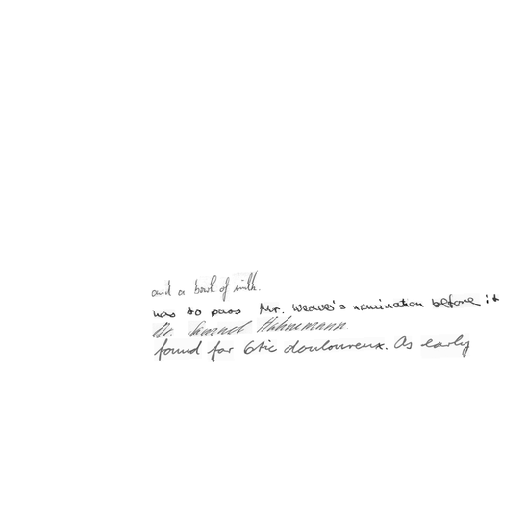 and a bowl of milk.
has to pass Mr. Weaver's nomination before it
Dr. Samuel Hahnemann
found for tic douloureux. As early